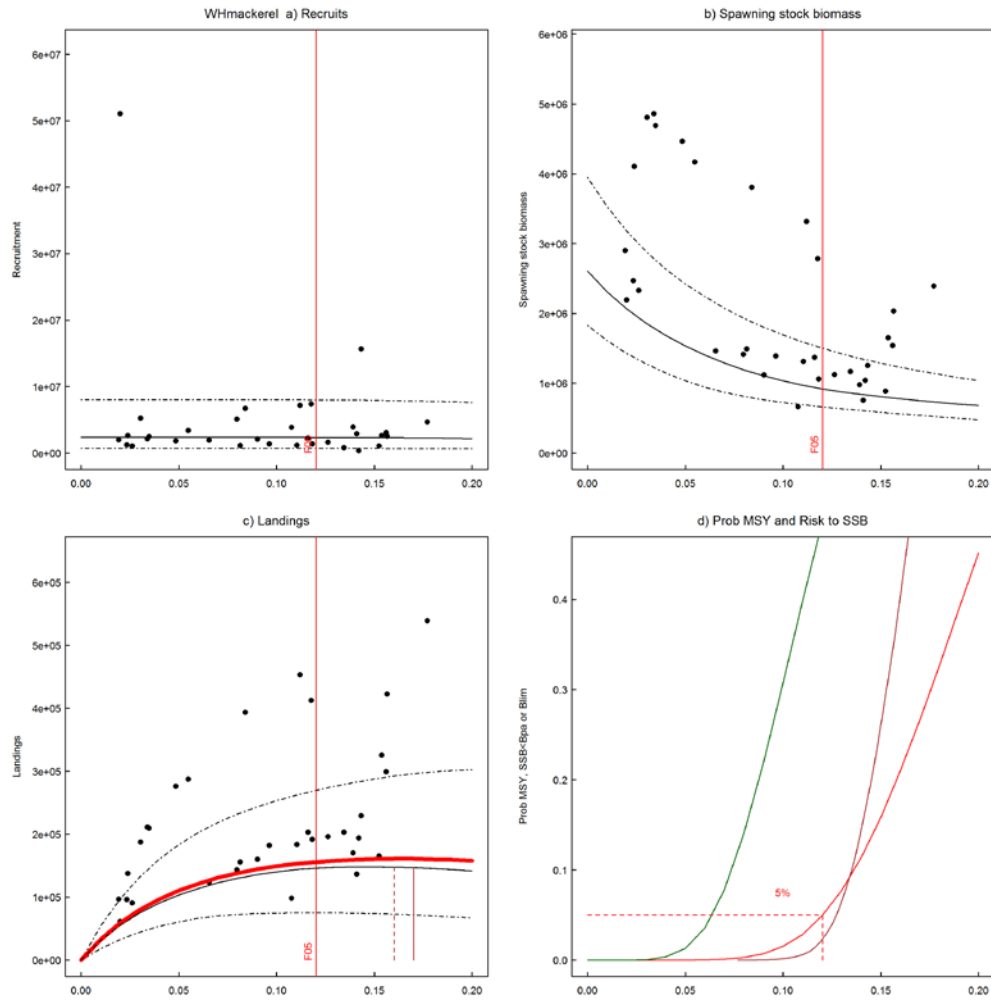 WHmackerel a) Recruits
Recruitment
6e+07
5e+07
4e+07
3e+07
2e+07
1e+07
0e+00
F05
0.00 0.05 0.10 0.15 0.20
b) Spawning stock biomass
Spawning stock biomass
6e+06
5e+06
4e+06
3e+06
2e+06
1e+06
0e+00
F05
0.00 0.05 0.10 0.15 0.20
c) Landings
Landings
6e+05
5e+05
4e+05
3e+05
2e+05
1e+05
0e+00
F05
0.00 0.05 0.10 0.15 0.20
d) Prob MSY and Risk to SSB
Prob MSY, SSB<Bpa or Blim
0.4
0.3
0.2
0.1
0.0
5%
0.00 0.05 0.10 0.15 0.20